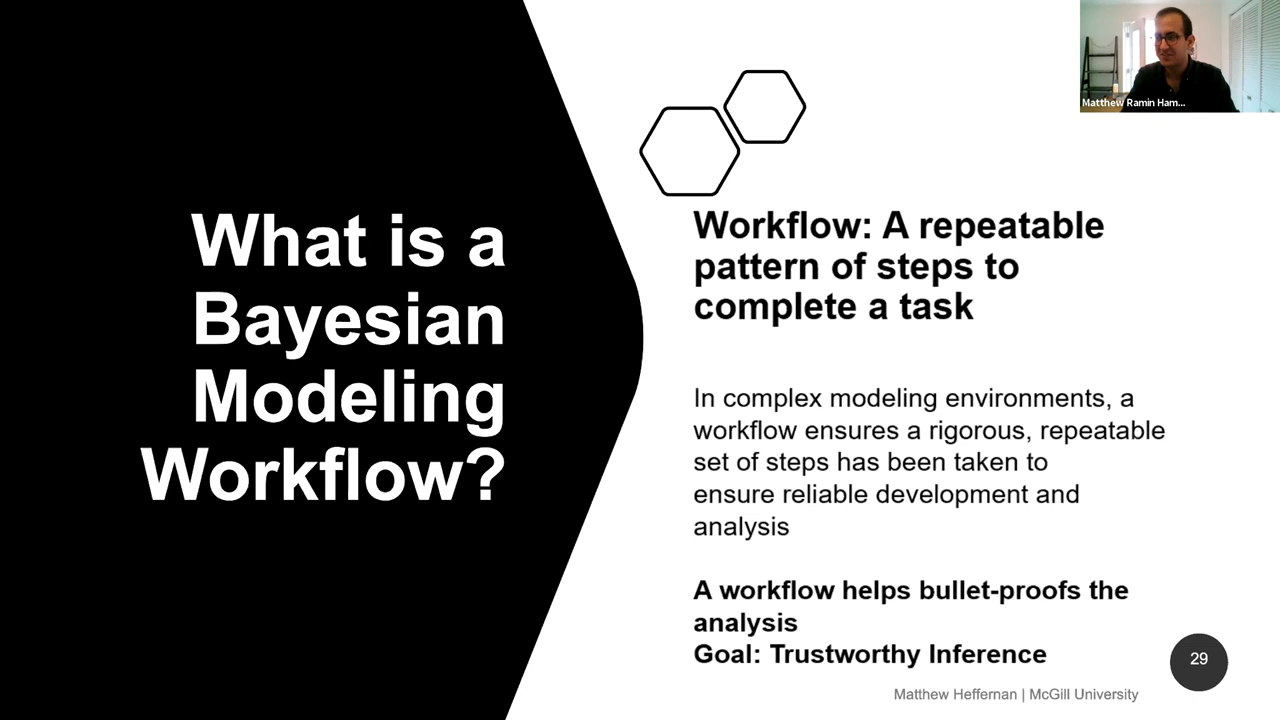 What is a
Bayesian
Modeling
Workflow?
Workflow: A repeatable
pattern of steps to
complete a task
In complex modeling environments, a
workflow ensures a rigorous, repeatable
set of steps has been taken to
ensure reliable development and
analysis
A workflow helps bullet-proofs the
analysis
Goal: Trustworthy Inference
29
Matthew Heffernan | McGill University
Matthew Ramin Ham...